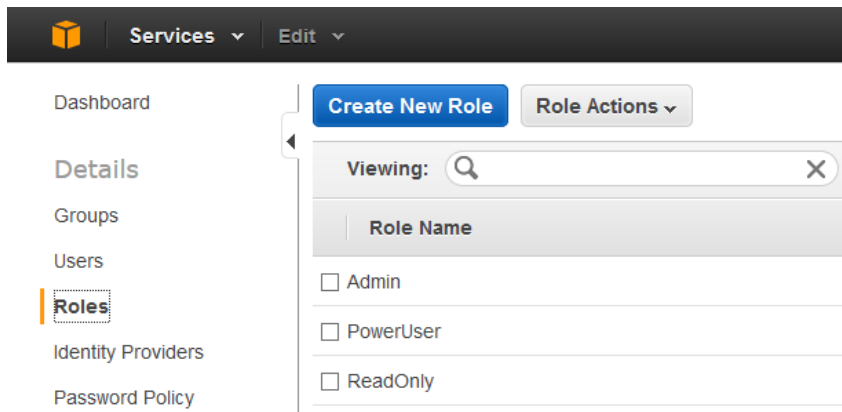 Services Edit
Dashboard
Details
Groups
Users
Roles
Identity Providers
Password Policy
Create New Role Role Actions
Viewing:
Role Name
Admin
PowerUser
ReadOnly